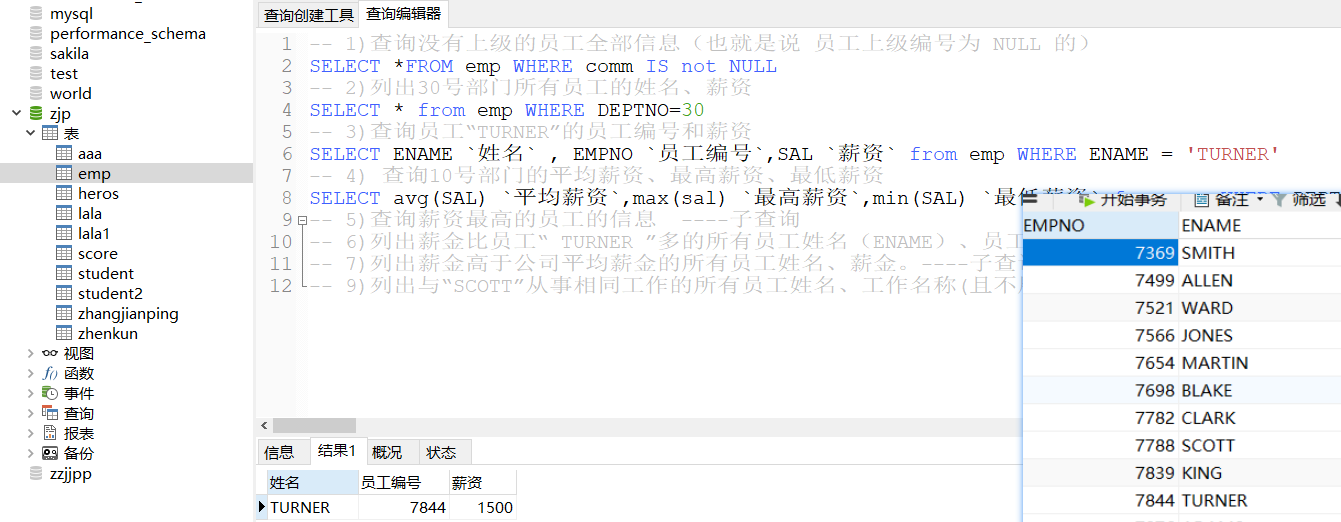 mysql
performance_schema
sakila
test
world
zjp
表
aaa
emp
heros
lala
lala1
score
student
student2
zhangjianping
zhenkun
视图
函数
事件
查询
报表
备份
zzjjpp
查询创建工具 查询编辑器
1 -- 1)查询没有上级的员工全部信息（也就是说 员工上级编号为 NULL 的）
2 SELECT *FROM emp WHERE comm IS not NULL
3 -- 2)列出30号部门所有员工的姓名、薪资
4 SELECT * from emp WHERE DEPTNO=30
5 -- 3)查询员工“TURNER”的员工编号和薪资
6 SELECT ENAME `姓名` , EMPNO `员工编号`,SAL `薪资` from emp WHERE ENAME = 'TURNER'
7 -- 4) 查询10号部门的平均薪资、最高薪资、最低薪资
8 SELECT avg(SAL) `平均薪资`,max(sal) `最高薪资`,min(SAL) `最低薪资`
9 -- 5)查询薪资最高的员工的信息 ----子查询
10 -- 6)列出薪金比员工“ TURNER ”多的所有员工姓名（ENAME）、员工
11 -- 7)列出薪金高于公司平均薪金的所有员工姓名、薪金。----子查
12 -- 9)列出与“SCOTT”从事相同工作的所有员工姓名、工作名称(且不
信息 结果1 概况 状态
姓名 员工编号 薪资
TURNER 7844 1500
开始事务 备注 筛选
EMPNO ENAME
7369 SMITH
7499 ALLEN
7521 WARD
7566 JONES
7654 MARTIN
7698 BLAKE
7782 CLARK
7788 SCOTT
7839 KING
7844 TURNER